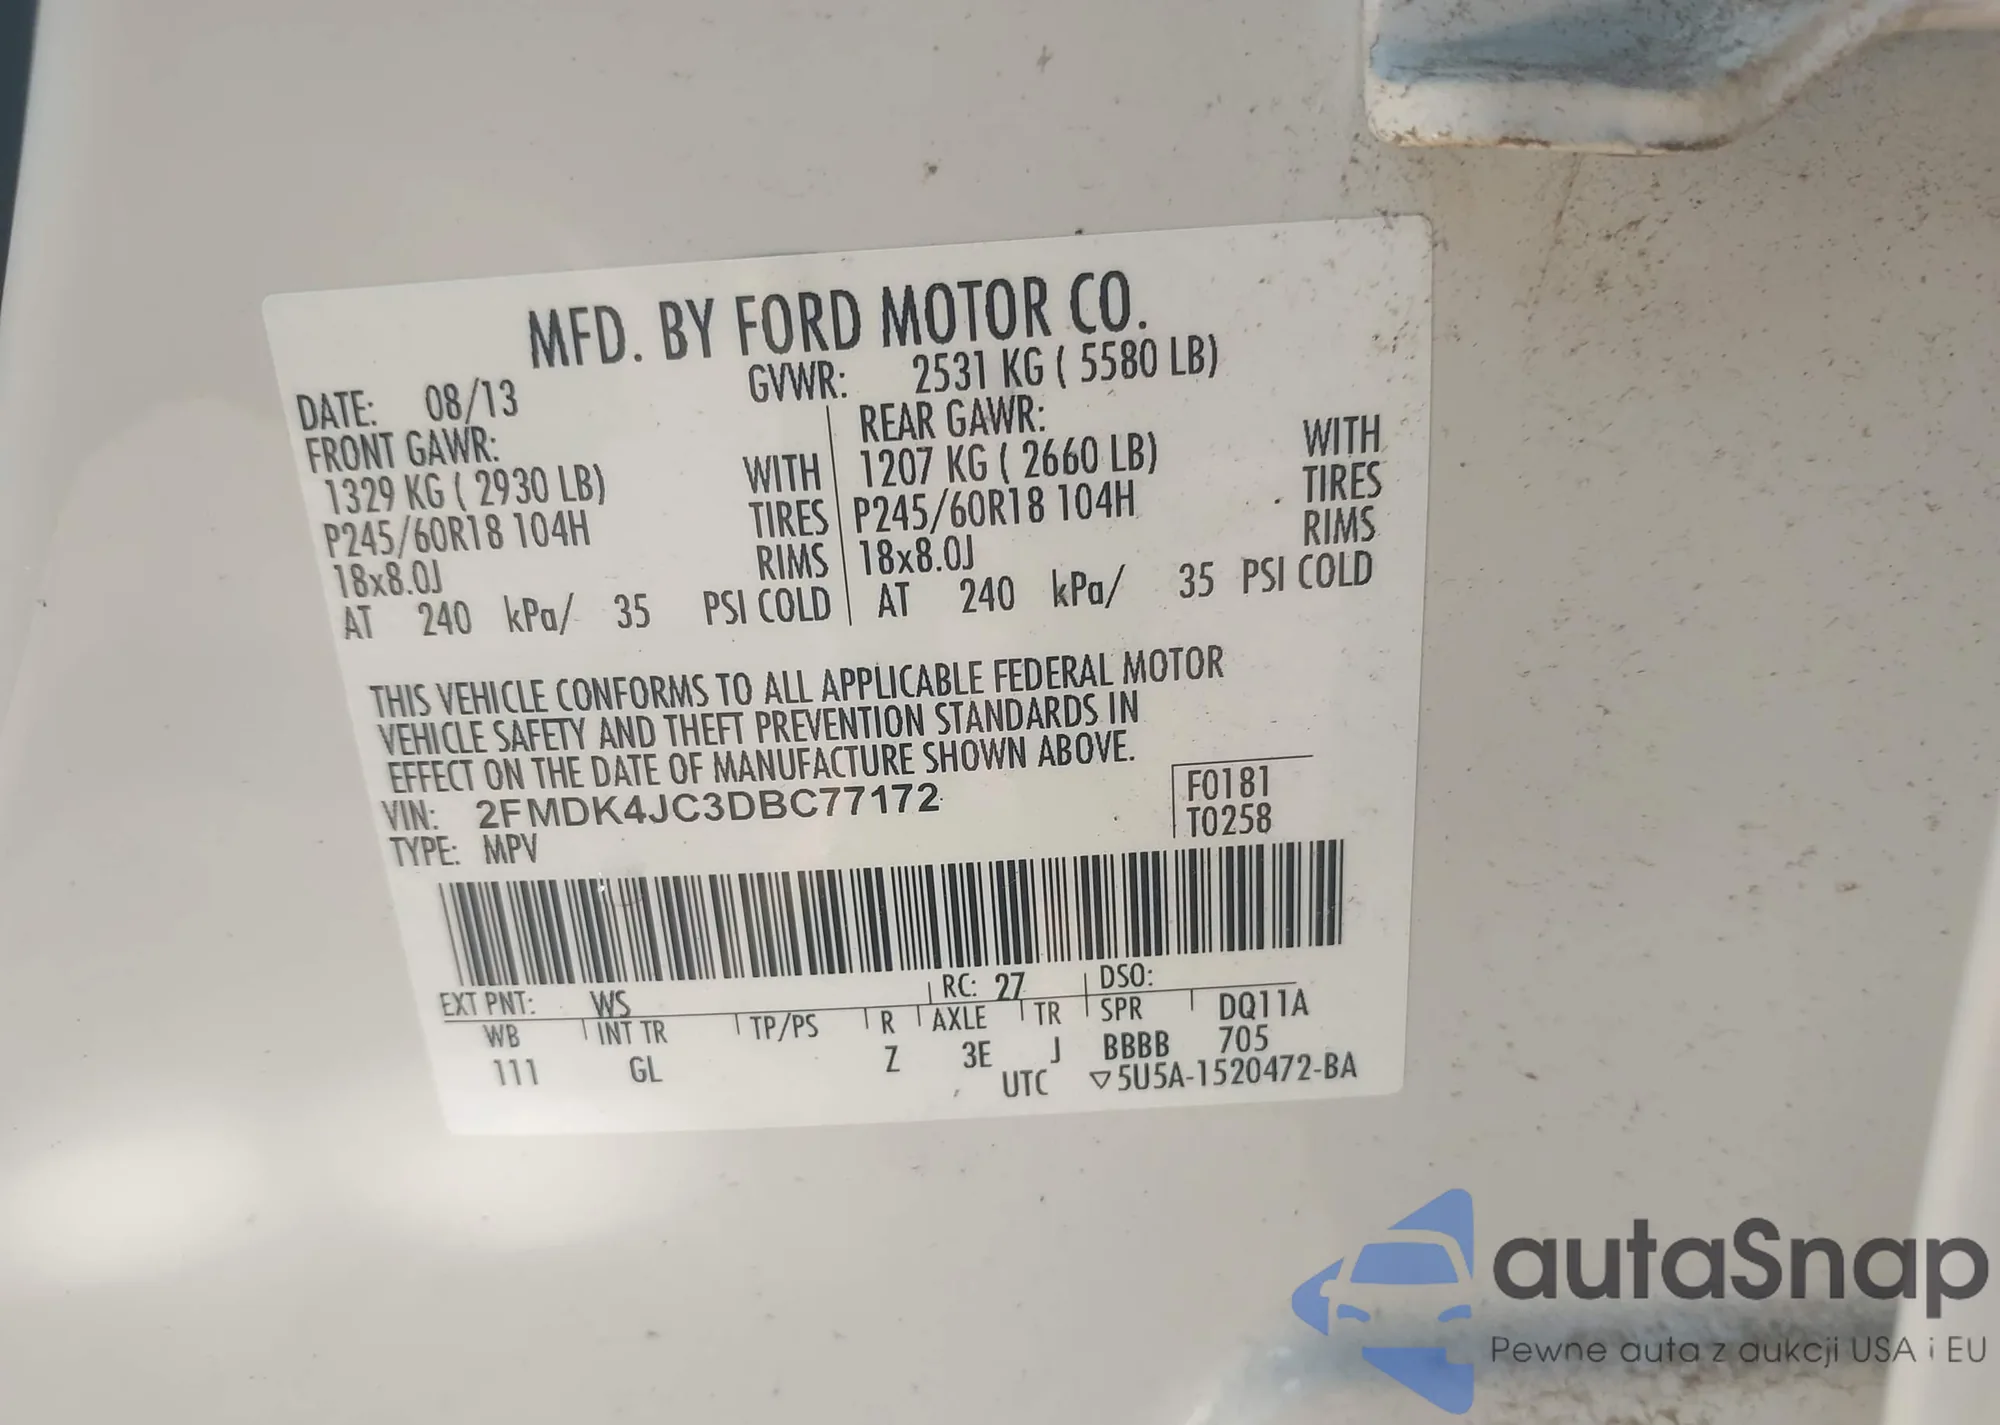 MFD. BY FORD MOTOR CO.
DATE: 08/13 GVWR: 2531 KG ( 5580 LB)
FRONT GAWR: REAR GAWR:
1329 KG ( 2930 LB) WITH 1207 KG ( 2660 LB) WITH
P245/60R18 104H TIRES P245/60R18 104H TIRES
18x8.0J RIMS 18x8.0J RIMS
AT 240 kPa/ 35 PSI COLD AT 240 kPa/ 35 PSI COLD
THIS VEHICLE CONFORMS TO ALL APPLICABLE FEDERAL MOTOR
VEHICLE SAFETY AND THEFT PREVENTION STANDARDS IN
EFFECT ON THE DATE OF MANUFACTURE SHOWN ABOVE.
VIN: 2FMDK4JC3DBC77172 F0181
TYPE: MPV T0258
EXT PNT: WS RC: 27 DSO:
WB INT TR TP/PS R AXLE TR SPR DQ11A
111 GL Z 3E J BBBB 705
UTC ▽5U5A-1520472-BA
autaSnap
Pewne auta z aukcji USA i EU